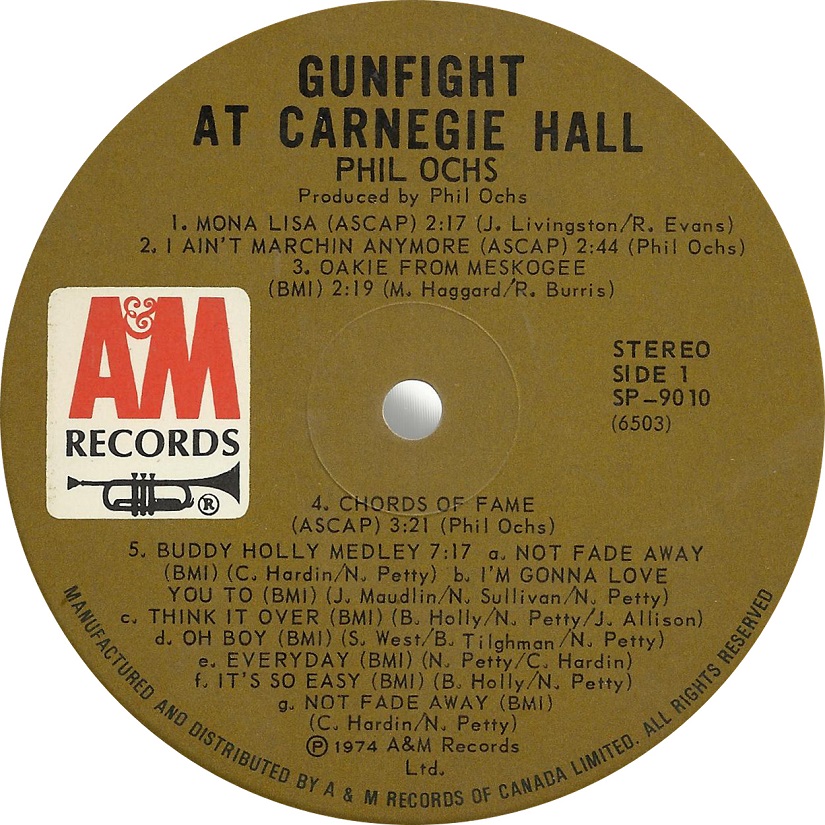 GUNFIGHT
AT CARNEGIE HALL
PHIL OCHS
Produced by Phil Ochs
1. MONA LISA (ASCAP) 2:17 (J. Livingston/R. Evans)
2. I AIN'T MARCHIN ANYMORE (ASCAP) 2:44 (Phil Ochs)
3. OAKIE FROM MESKOGEE
(BMI) 2:19 (M. Haggard/R. Burris)
A&M
RECORDS
®
STEREO
SIDE 1
SP-9010
(6503)
4. CHORDS OF FAME
(ASCAP) 3:21 (Phil Ochs)
5. BUDDY HOLLY MEDLEY 7:17 a. NOT FADE AWAY
(BMI) (C. Hardin/N. Petty) b. I'M GONNA LOVE
YOU TO (BMI) (J. Maudlin/N. Sullivan/N. Petty)
c. THINK IT OVER (BMI) (B. Holly/N. Petty/J. Allison)
d. OH BOY (BMI) (S. West/B. Tilghman/N. Petty)
e. EVERYDAY (BMI) (N. Petty/C. Hardin)
f. IT'S SO EASY (BMI) (B. Holly/N. Petty)
g. NOT FADE AWAY (BMI)
(C. Hardin/N. Petty)
℗ 1974 A&M Records
Ltd.
MANUFACTURED AND DISTRIBUTED BY A & M RECORDS OF CANADA LIMITED. ALL RIGHTS RESERVED